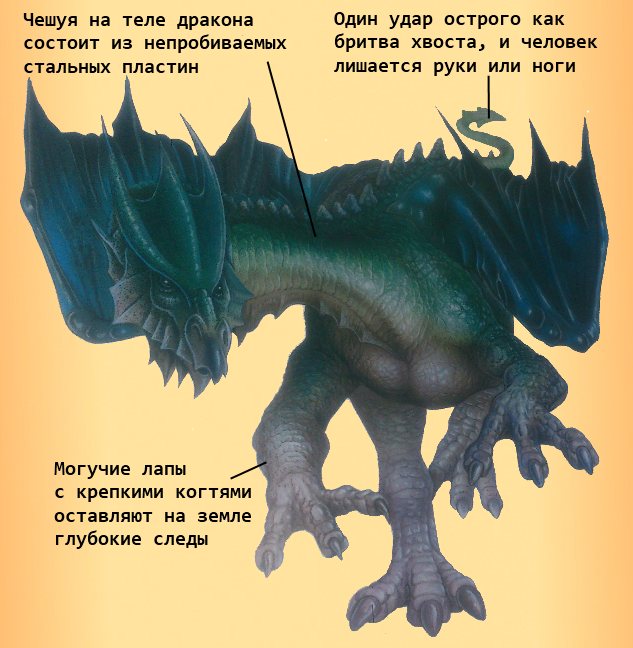 Чешуя на теле дракона
состоит из непробиваемых
стальных пластин
Один удар острого как
бритва хвоста, и человек
лишается руки или ноги
Могучие лапы
с крепкими когтями
оставляют на земле
глубокие следы